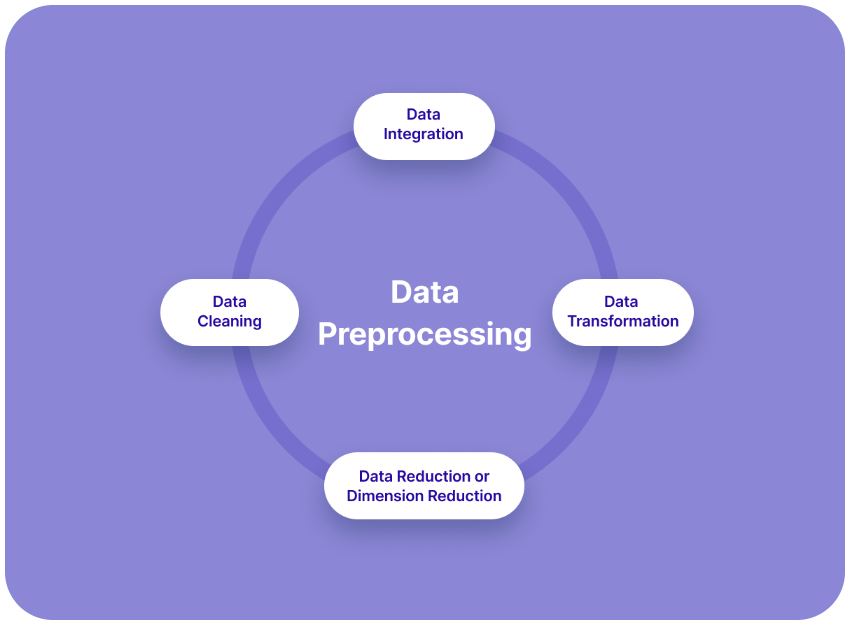 Data
Integration
Data
Cleaning
Data
Preprocessing
Data
Transformation
Data Reduction or
Dimension Reduction